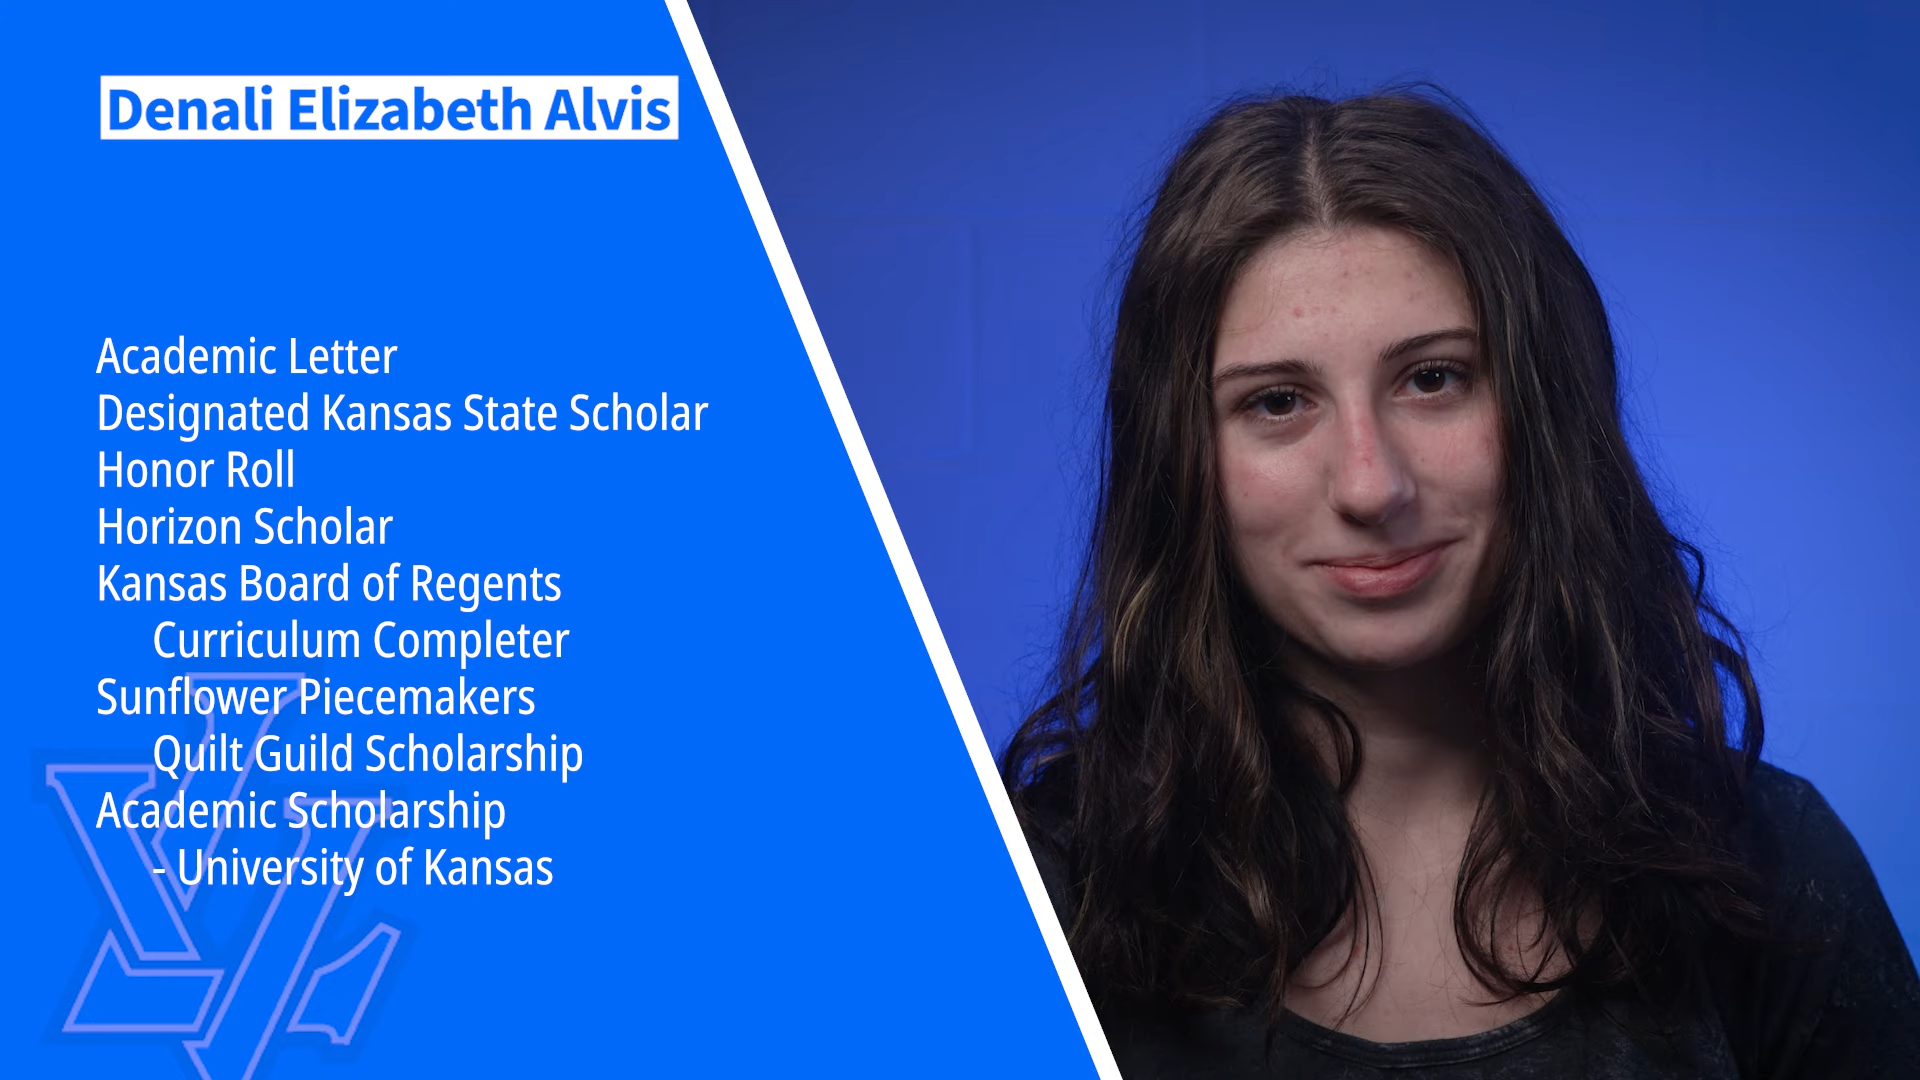 Denali Elizabeth Alvis
Academic Letter
Designated Kansas State Scholar
Honor Roll
Horizon Scholar
Kansas Board of Regents
Curriculum Completer
Sunflower Piecemakers
Quilt Guild Scholarship
Academic Scholarship
- University of Kansas